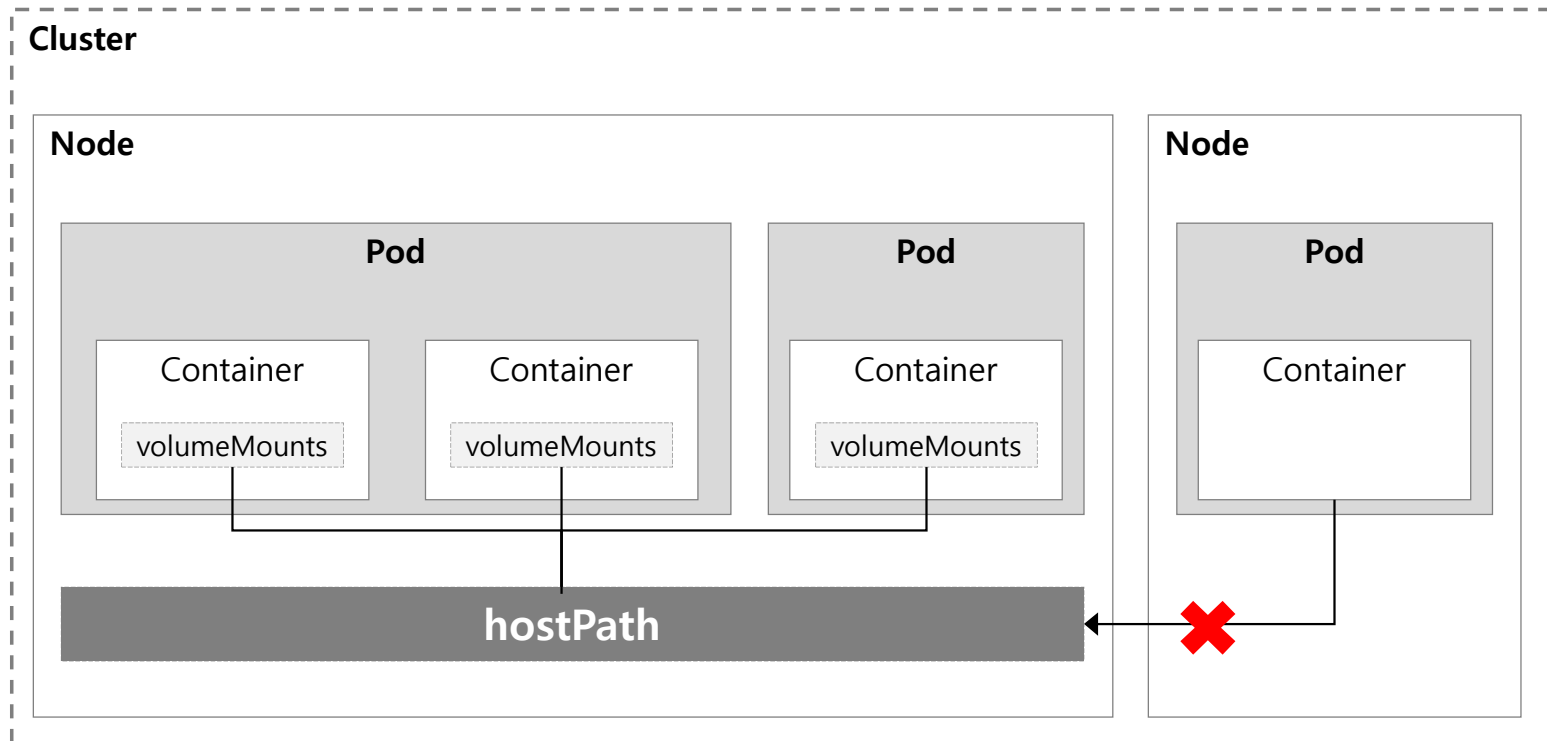 Cluster
Node
Node
Pod
Pod
Pod
Container
Container
Container
Container
volumeMounts
volumeMounts
volumeMounts
hostPath